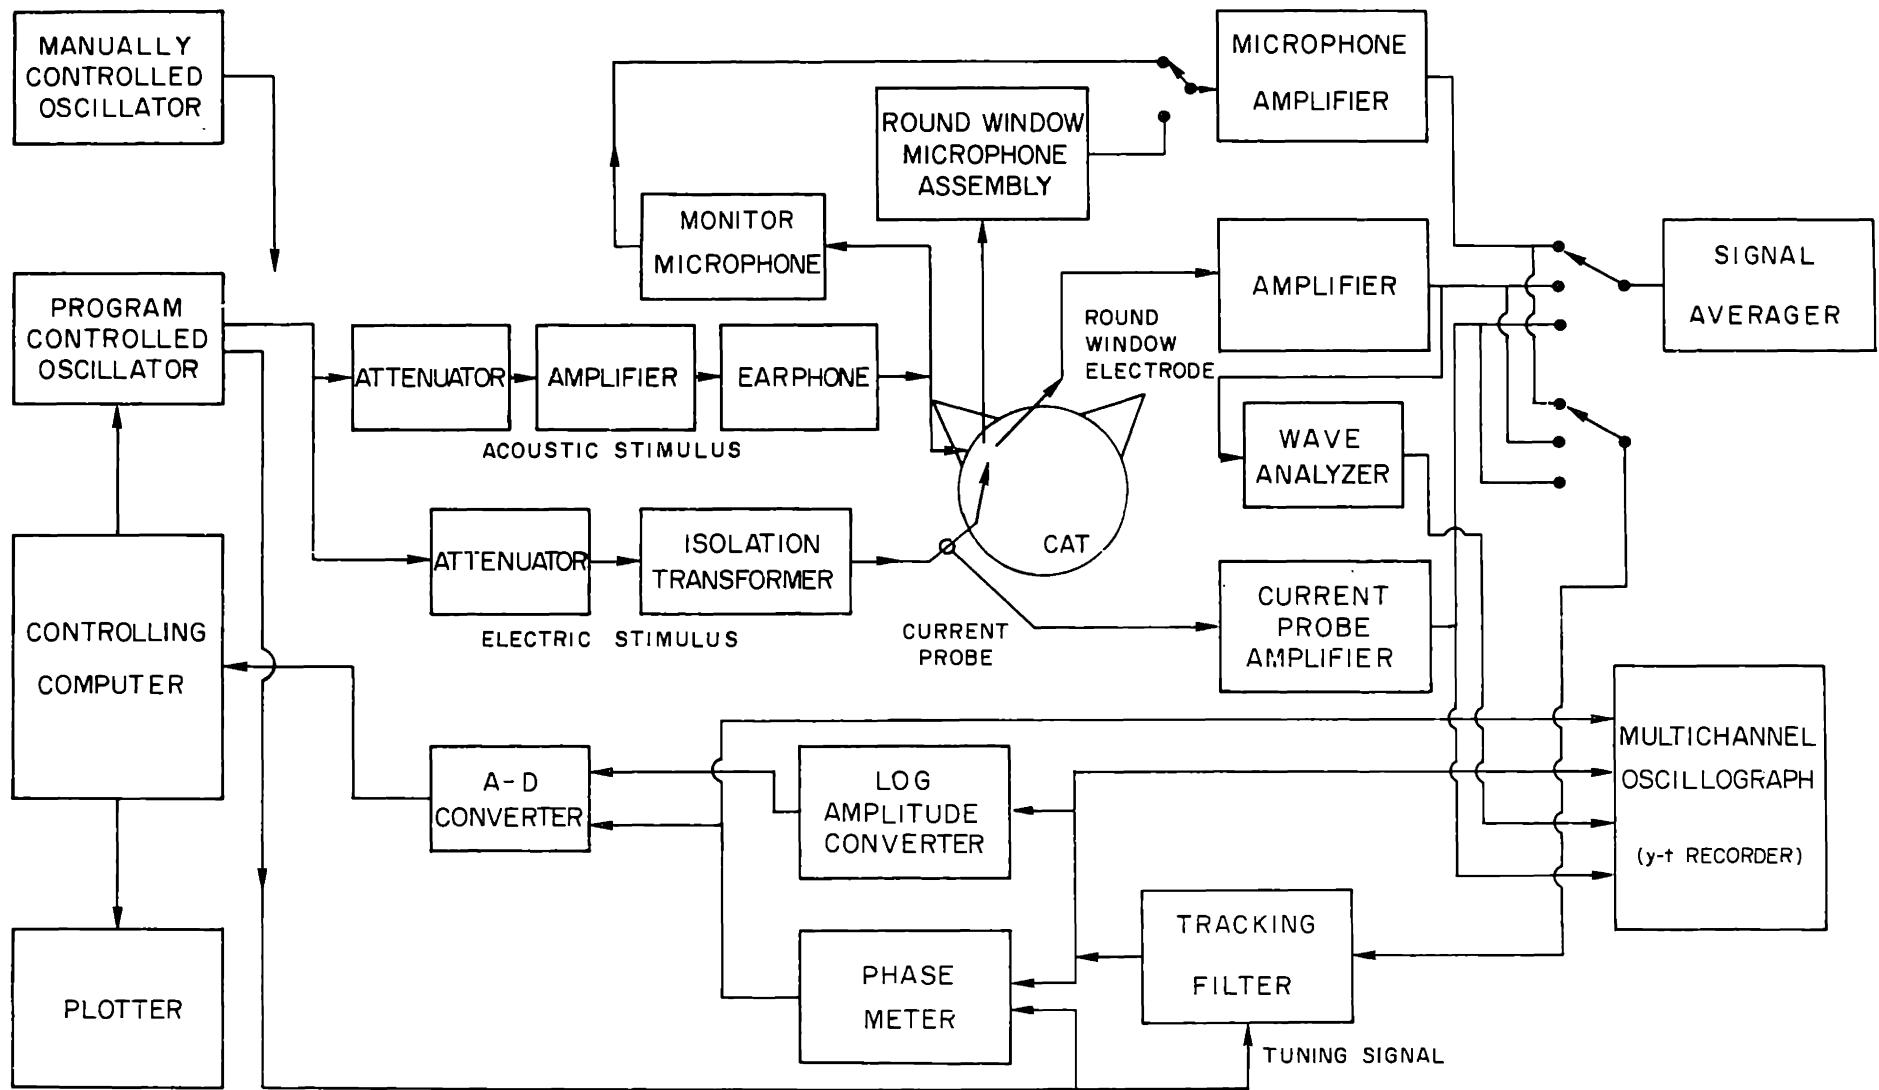 MANUALLY
CONTROLLED
OSCILLATOR
MICROPHONE
AMPLIFIER
ROUND WINDOW
MICROPHONE
ASSEMBLY
MONITOR
MICROPHONE
PROGRAM
CONTROLLED
OSCILLATOR
ATTENUATOR
AMPLIFIER
EARPHONE
ACOUSTIC STIMULUS
AMPLIFIER
ROUND
WINDOW
ELECTRODE
SIGNAL
AVERAGER
WAVE
ANALYZER
ATTENUATOR
ISOLATION
TRANSFORMER
ELECTRIC STIMULUS
CAT
CURRENT
PROBE
CURRENT
PROBE
AMPLIFIER
CONTROLLING
COMPUTER
A-D
CONVERTER
LOG
AMPLITUDE
CONVERTER
MULTICHANNEL
OSCILLOGRAPH
(y-t RECORDER)
PLOTTER
PHASE
METER
TRACKING
FILTER
TUNING SIGNAL